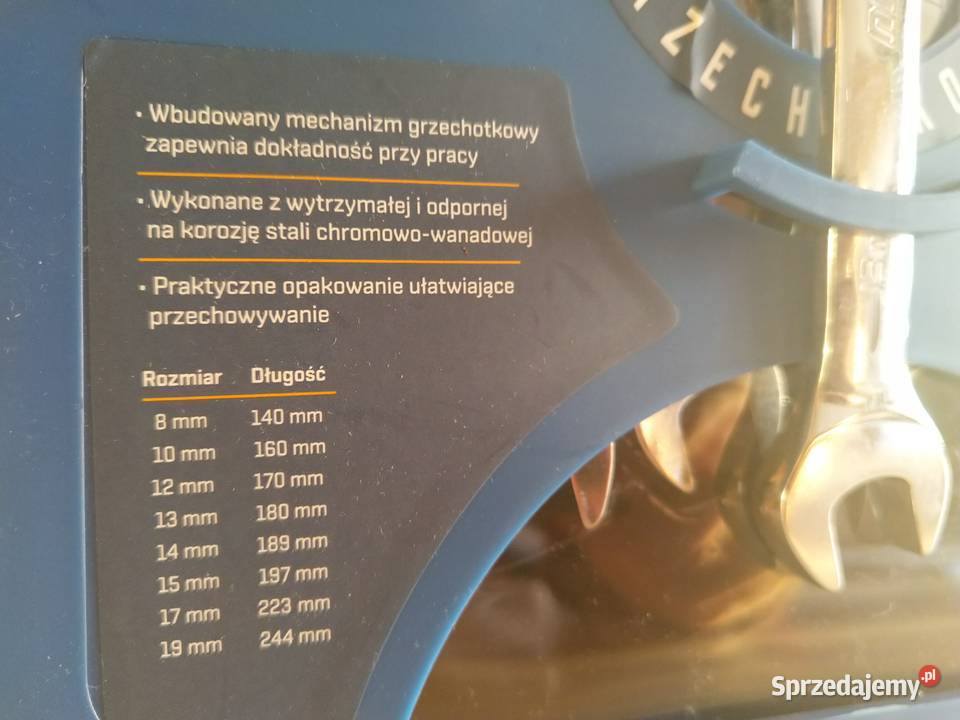 ZECH
· Wbudowany mechanizm grzechotkowy
zapewnia dokładność przy pracy
· Wykonane z wytrzymałej i odpornej
na korozję stali chromowo-wanadowej
· Praktyczne opakowanie ułatwiające
przechowywanie
Rozmiar Długość
8 mm 140 mm
10 mm 160 mm
12 mm 170 mm
13 mm 180 mm
14 mm 189 mm
15 mm 197 mm
17 mm 223 mm
19 mm 244 mm
Sprzedajemy.pl